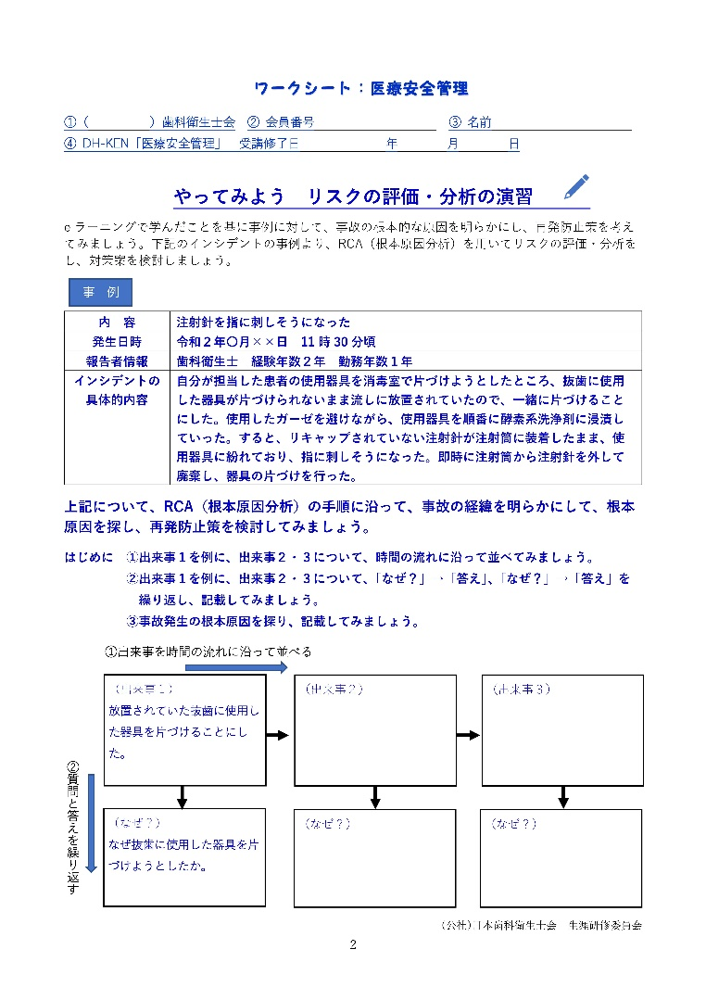 ワークシート：医療安全管理
①（　　　　　）歯科衛生士会　② 会員番号　　　　　　　　　　③ 名前
④ DH-KEN「医療安全管理」　受講修了日　　　　　　　年　　　　月　　　　日
やってみよう　リスクの評価・分析の演習
e ラーニングで学んだことを基に事例に対して、事故の根本的な原因を明らかにし、再発防止策を考え
てみましょう。下記のインシデントの事例より、RCA（根本原因分析）を用いてリスクの評価・分析を
し、対策案を検討しましょう。
事　例
内　容　注射針を指に刺しそうになった
発生日時　令和２年〇月××日　11 時 30 分頃
報告者情報　歯科衛生士　経験年数２年　勤務年数１年
インシデントの　自分が担当した患者の使用器具を消毒室で片づけようとしたところ、抜歯に使用
具体的内容　した器具が片づけられないまま流しに放置されていたので、一緒に片づけること
にした。使用したガーゼを避けながら、使用器具を順番に酵素系洗浄剤に浸漬し
ていった。すると、リキャップされていない注射針が注射筒に装着したまま、使
用器具に紛れており、指に刺しそうになった。即時に注射筒から注射針を外して
廃棄し、器具の片づけを行った。
上記について、RCA（根本原因分析）の手順に沿って、事故の経緯を明らかにして、根本
原因を探し、再発防止策を検討してみましょう。
はじめに　①出来事１を例に、出来事２・３について、時間の流れに沿って並べてみましょう。
②出来事１を例に、出来事２・３について、「なぜ？」→「答え」、「なぜ？」→「答え」を
繰り返し、記載してみましょう。
③事故発生の根本原因を探り、記載してみましょう。
①出来事を時間の流れに沿って並べる
（出来事１）
放置されていた抜歯に使用し
た器具を片づけることにし
た。
（出来事２）
（出来事３）
②質問と答えを繰り返す
（なぜ？）
なぜ抜歯に使用した器具を片
づけようとしたか。
（なぜ？）
（なぜ？）
（公社）日本歯科衛生士会　生涯研修委員会
2